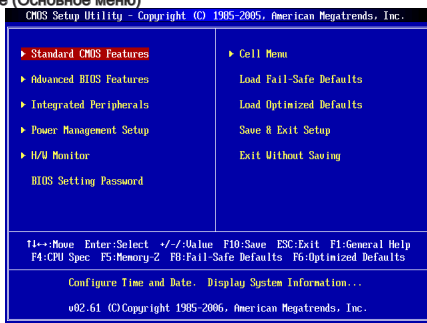 e (Основное меню)
CMOS Setup Utility - Copyright (C) 1985-2005, American Megatrends, Inc.
Standard CMOS Features
Advanced BIOS Features
Integrated Peripherals
Power Management Setup
H/W Monitor
BIOS Setting Password
Cell Menu
Load Fail-Safe Defaults
Load Optimized Defaults
Save & Exit Setup
Exit Without Saving
↑↓←→:Move Enter:Select +/-/:Value F10:Save ESC:Exit F1:General Help
F4:CPU Spec F5:Memory-Z F8:Fail-Safe Defaults F6:Optimized Defaults
Configure Time and Date. Display System Information...
v02.61 (C)Copyright 1985-2006, American Megatrends, Inc.